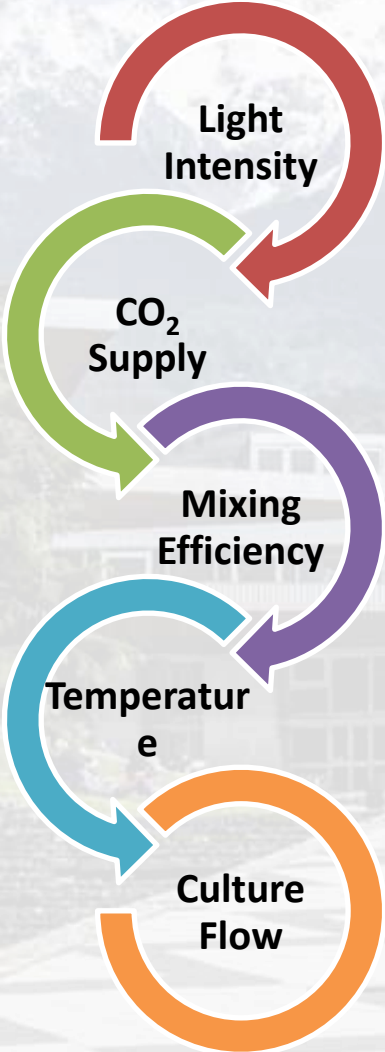 Light
Intensity
CO₂
Supply
Mixing
Efficiency
Temperatur
e
Culture
Flow